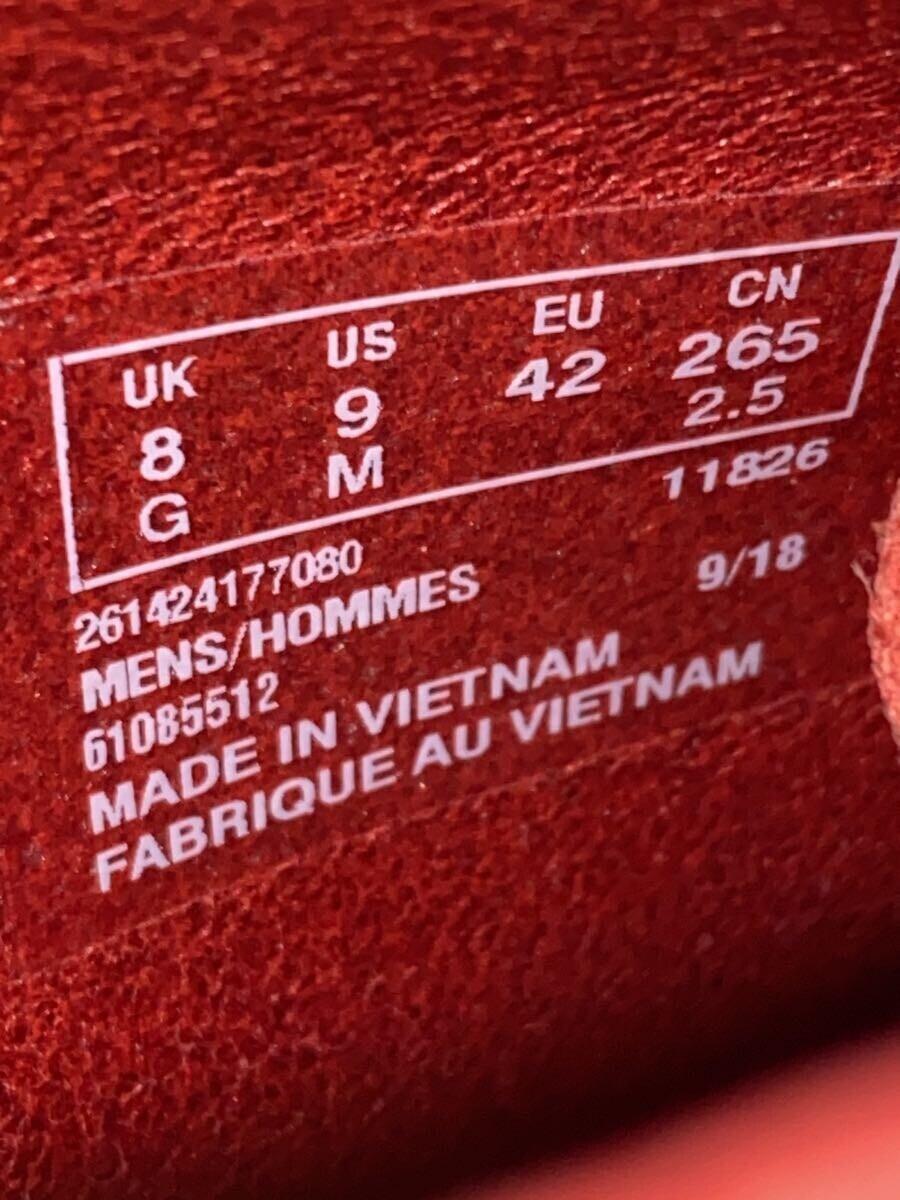 UK US EU CN
8 9 42 265
G M 2.5
261424177080 11826
MENS/HOMMES 9/18
61085512
MADE IN VIETNAM
FABRIQUE AU VIETNAM